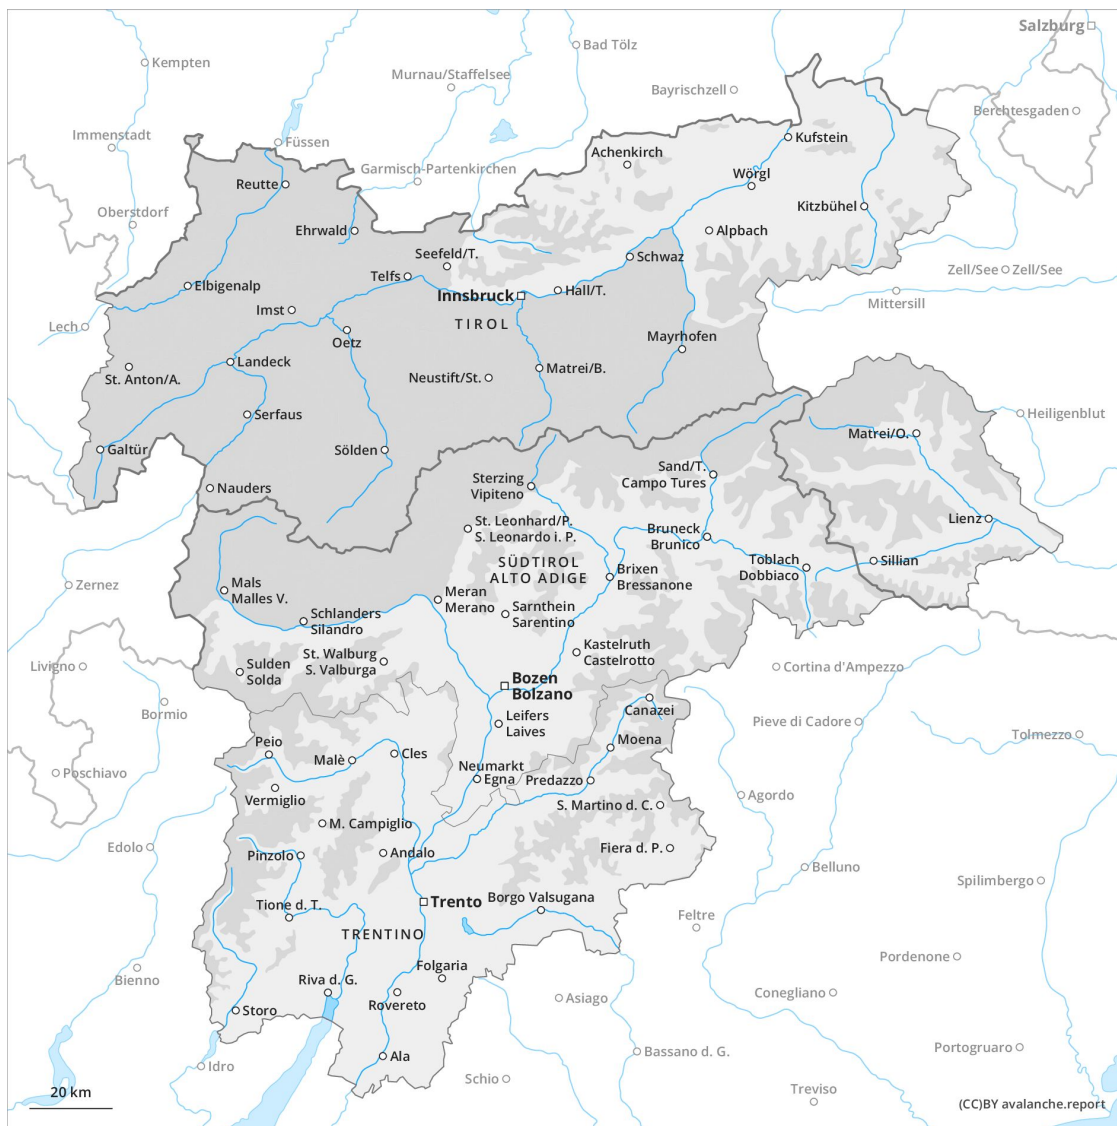 Salzburg
Bad Tölz
Kempten
Murnau/Staffelsee
Bayrischzell
Berchtesgaden
Immenstadt
Füssen
Kufstein
Achenkirch
Garmisch-Partenkirchen
Wörgl
Reutte
Oberstdorf
Kitzbühel
Ehrwald
Alpbach
Seefeld/T.
Schwaz
Telfs
Zell/See
Zell/See
Elbigenalp
Hall/T.
Innsbruck
Mittersill
Imst
TIROL
Lech
Oetz
Mayrhofen
Landeck
Matrei/B.
St. Anton/A.
Neustift/St.
Serfaus
Heiligenblut
Matrei/O.
Galtür
Sölden
Sand/T.
Campo Tures
Sterzing
Vipiteno
Nauders
Lienz
St. Leonhard/P.
S. Leonardo i. P.
Bruneck
Brunico
SÜDTIROL
ALTO ADIGE
Toblach
Dobbiaco
Sillian
Brixen
Bressanone
Zernez
Mals
Malles V.
Meran
Merano
Schlanders
Silandro
Sarnthein
Sarentino
Kastelruth
Castelrotto
St. Walburg
S. Valburga
Livigno
Sulden
Solda
Cortina d'Ampezzo
Bozen
Bolzano
Bormio
Canazei
Leifers
Laives
Pieve di Cadore
Tolmezzo
Peio
Moena
Cles
Malè
Poschiavo
Neumarkt
Egna
Predazzo
Vermiglio
Agordo
S. Martino d. C.
M. Campiglio
Edolo
Fiera d. P.
Andalo
Pinzolo
Belluno
Spilimbergo
Borgo Valsugana
Trento
Tione d. T.
Feltre
TRENTINO
Pordenone
Folgaria
Bienno
Riva d. G.
Rovereto
Conegliano
Asiago
Storo
Portogruaro
Bassano d. G.
Ala
Idro
Schio
Treviso
20 km
(CC)BY avalanche.report